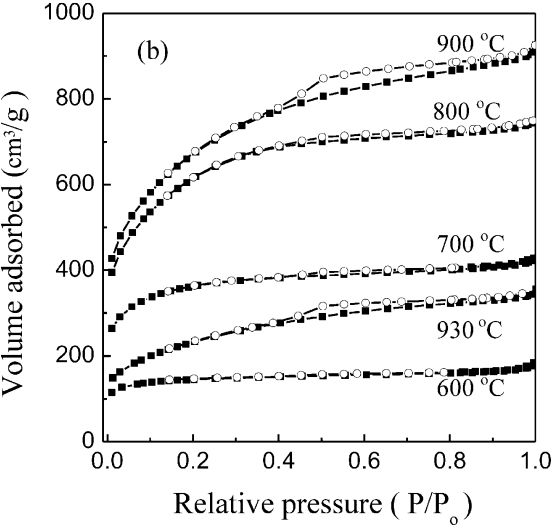 1000
(b)
900 °C
800
800 °C
600
700 °C
400
930 °C
200
600 °C
0
0.0 0.2 0.4 0.6 0.8 1.0
Relative pressure ( P/Po )
Volume adsorbed (cm³/g )